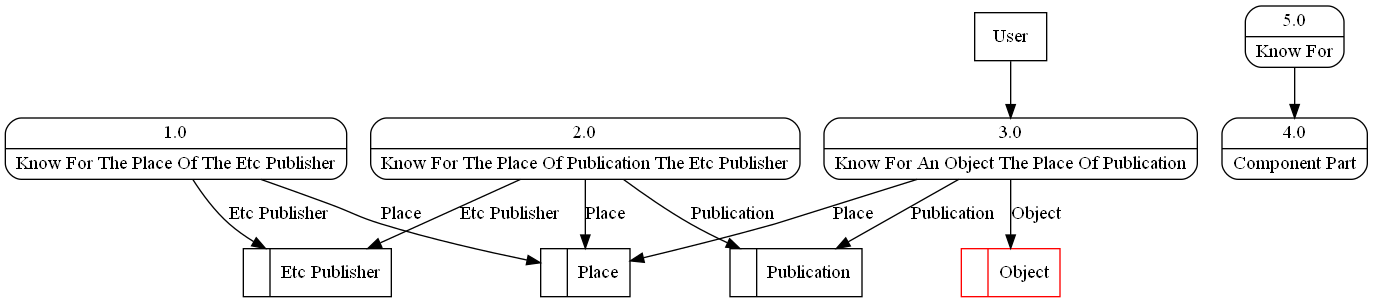 User
5.0
Know For
1.0
Know For The Place Of The Etc Publisher
2.0
Know For The Place Of Publication The Etc Publisher
3.0
Know For An Object The Place Of Publication
4.0
Component Part
Etc Publisher
Place
Etc Publisher
Place
Publication
Place
Publication
Object
Etc Publisher
Place
Publication
Object